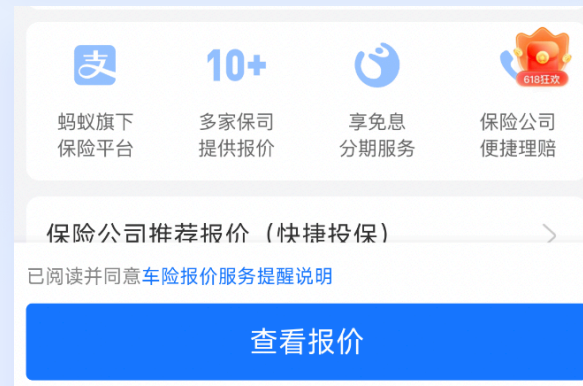 支
10+
618狂欢
蚂蚁旗下
保险平台
多家保司
提供报价
享免息
分期服务
保险公司
便捷理赔
保险公司推荐报价（快捷投保）
已阅读并同意车险报价服务提醒说明
查看报价